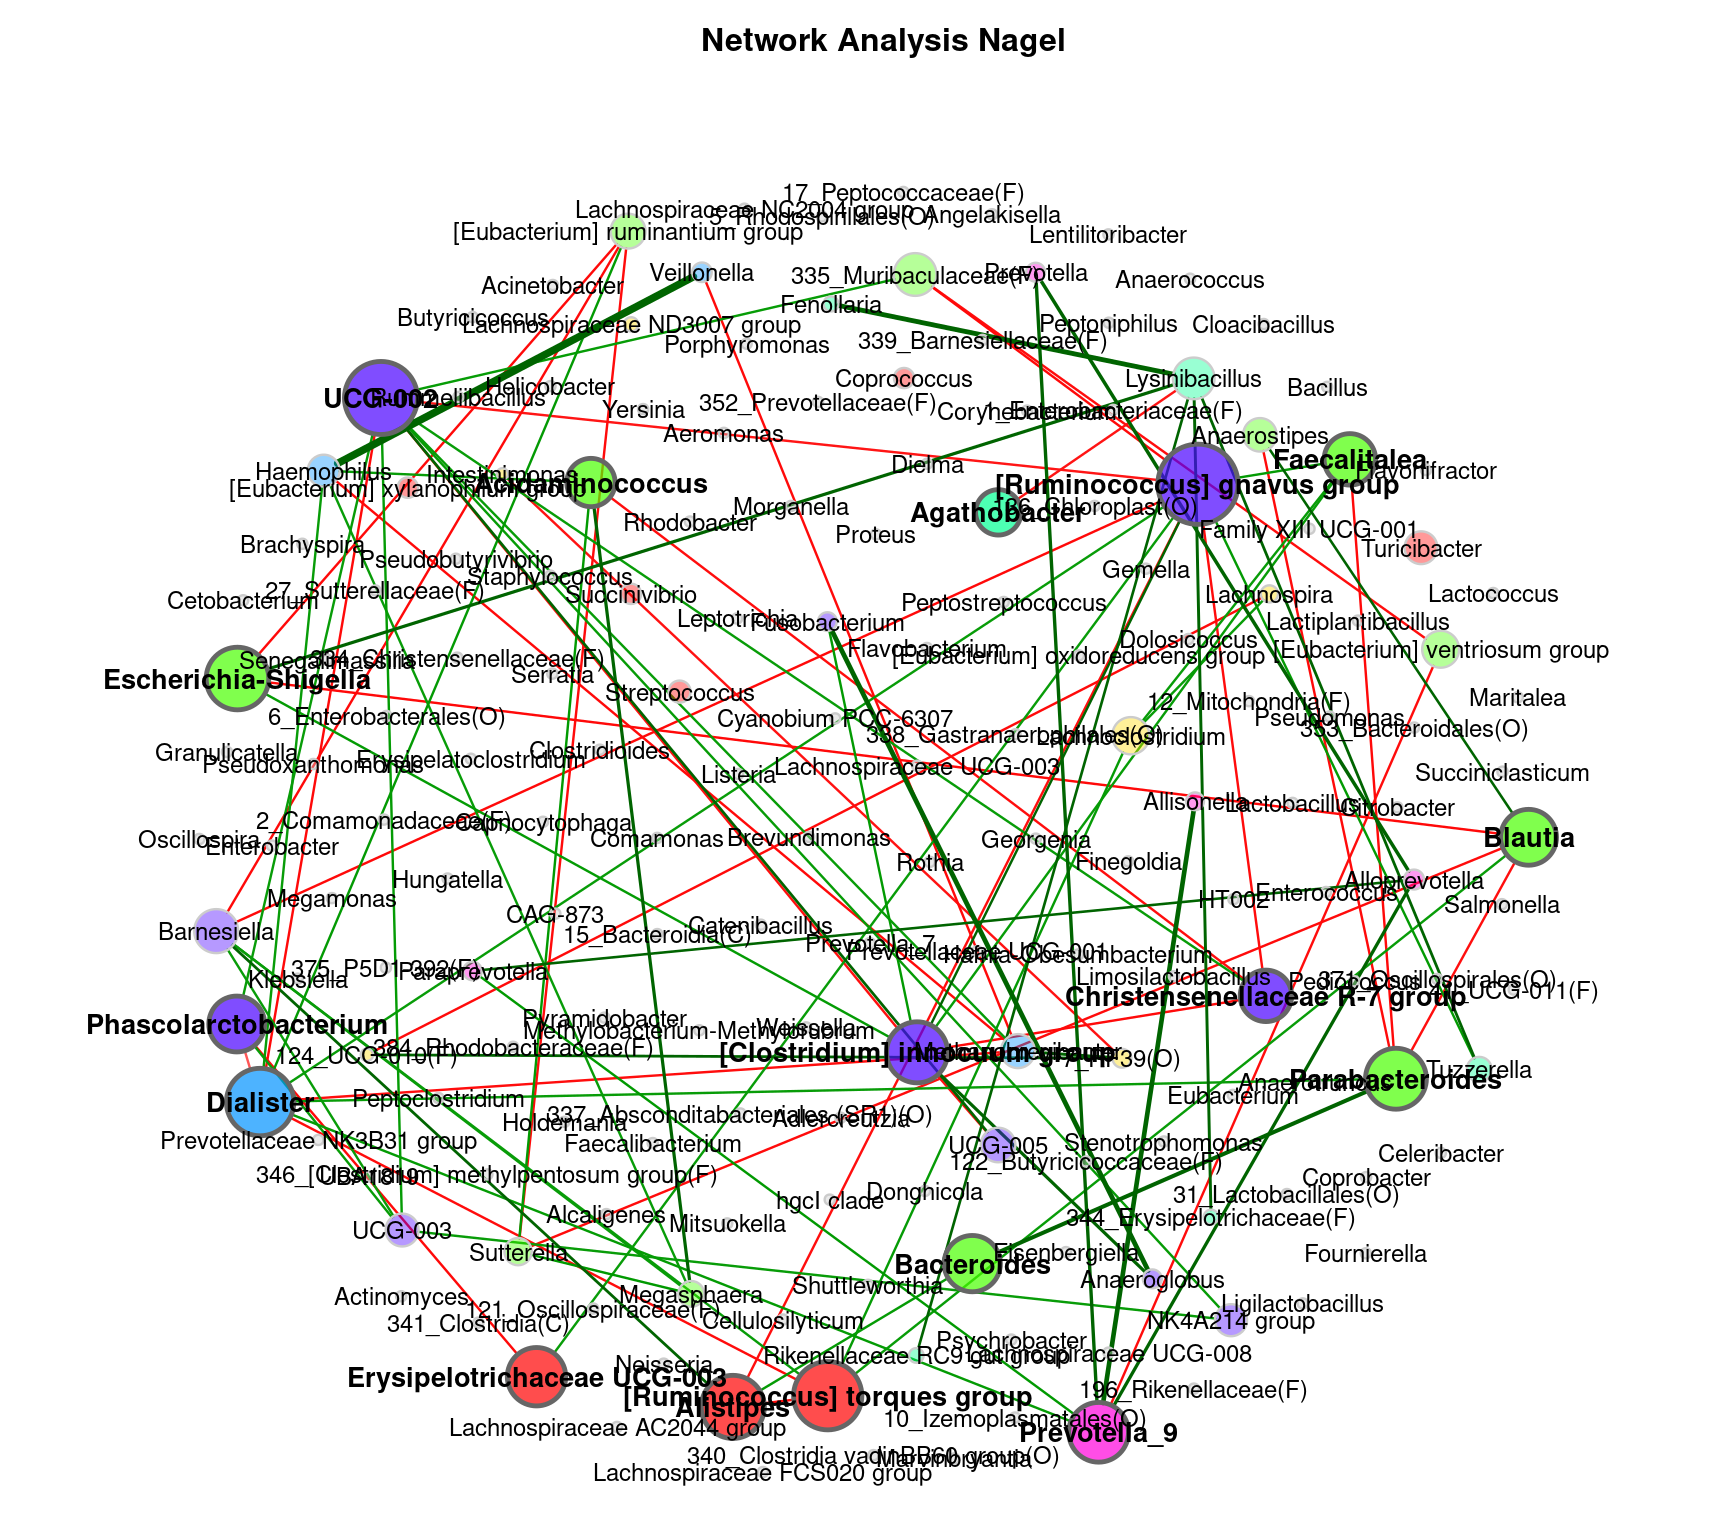 Network Analysis Nagel
17_Peptococcaceae(F)
Lachnospiraceae NC2004 group
5_Rhodospirillales(O)
Angelakisella
[Eubacterium] ruminantium group
Lentilitoribacter
Veillonella
335_Muribaculaceae(F)
Prevotella
Anaerococcus
Acinetobacter
Fenollaria
Butyricicoccus
Lachnospiraceae ND3007 group
Peptoniphilus
Cloacibacillus
Porphyromonas
339_Barnesiellaceae(F)
Helicobacter
Coprococcus
Lysinibacillus
Bacillus
UCG-002
Rummeliibacillus
Yersinia
352_Prevotellaceae(F)
Corynebacterium
1_Enterobacteriaceae(F)
Aeromonas
Anaerostipes
Haemophilus
Intestinimonas
Dielma
Faecalitalea
Flavonifractor
[Eubacterium] xylanophilum group
Acidaminococcus
[Ruminococcus] gnavus group
Morganella
Agathobacter
126_Chloroplast(O)
Rhodobacter
Proteus
Family XIII UCG-001
Brachyspira
Pseudobutyrivibrio
Turicibacter
Staphylococcus
Gemella
27_Sutterellaceae(F)
Succinivibrio
Lachnospira
Lactococcus
Cetobacterium
Peptostreptococcus
Leptotrichia
Fusobacterium
Lactiplantibacillus
Dolosicoccus
Flavobacterium
[Eubacterium] oxidoreducens group
[Eubacterium] ventriosum group
Senegalimassilia
334_Christensenellaceae(F)
Escherichia-Shigella
Serratia
Streptococcus
Maritalea
12_Mitochondria(F)
6_Enterobacterales(O)
Cyanobium PCC-6307
Pseudomonas
353_Bacteroidales(O)
338_Gastranaerophilales(O)
Lachnoclostridium
Granulicatella
Clostridioides
Pseudoxanthomonas
Erysipelatoclostridium
Listeria
Lachnospiraceae UCG-003
Succiniclasticum
Allisonella
Lactobacillus
Citrobacter
2_Comamonadaceae(F)
Capnocytophaga
Oscillospira
Enterobacter
Comamonas
Brevundimonas
Georgenia
Blautia
Rothia
Finegoldia
Hungatella
Alloprevotella
Megamonas
HT002
Enterococcus
Salmonella
CAG-873
Barnesiella
15_Bacteroidia(C)
Catenibacillus
Prevotella_7
Prevotellaceae UCG-001
Hafnia-Obesumbacterium
375_P5D1-392(F)
Paraprevotella
Klebsiella
Limosilactobacillus
Pediococcus
371_Oscillospirales(O)
Christensenellaceae R-7 group
UCG-011(F)
Phascolarctobacterium
Pyramidobacter
Methylobacterium-Methylorubrum
Weissella
384_Rhodobacteraceae(F)
124_UCG-010(F)
[Clostridium] innocuum group
39(O)
Tuzzerella
Parabacteroides
Anaerotruncus
Eubacterium
Dialister
Peptoclostridium
337_Absconditabacteriales (SR1)(O)
Adlercreutzia
Holdemania
Prevotellaceae NK3B31 group
Faecalibacterium
UCG-005
Stenotrophomonas
122_Butyricicoccaceae(F)
Celeribacter
346_[Clostridium] methylpentosum group(F)
UBA1819
Coprobacter
hgcI clade
Donghicola
31_Lactobacillales(O)
Alcaligenes
Mitsuokella
344_Erysipelotrichaceae(F)
UCG-003
Sutterella
Eisenbergiella
Fournierella
Bacteroides
Anaeroglobus
Shuttleworthia
Actinomyces
Megasphaera
121_Oscillospiraceae(F)
341_Clostridia(C)
Ligilactobacillus
Cellulosilyticum
NK4A214 group
Psychrobacter
Neisseria
Rikenellaceae RC9 gut group
Lachnospiraceae UCG-008
Erysipelotrichaceae UCG-003
[Ruminococcus] torques group
196_Rikenellaceae(F)
Alistipes
10_Izemoplasmatales(O)
Prevotella_9
Lachnospiraceae AC2044 group
340_Clostridia vadinBB60 group(O)
Marvinbryantia
Lachnospiraceae FCS020 group